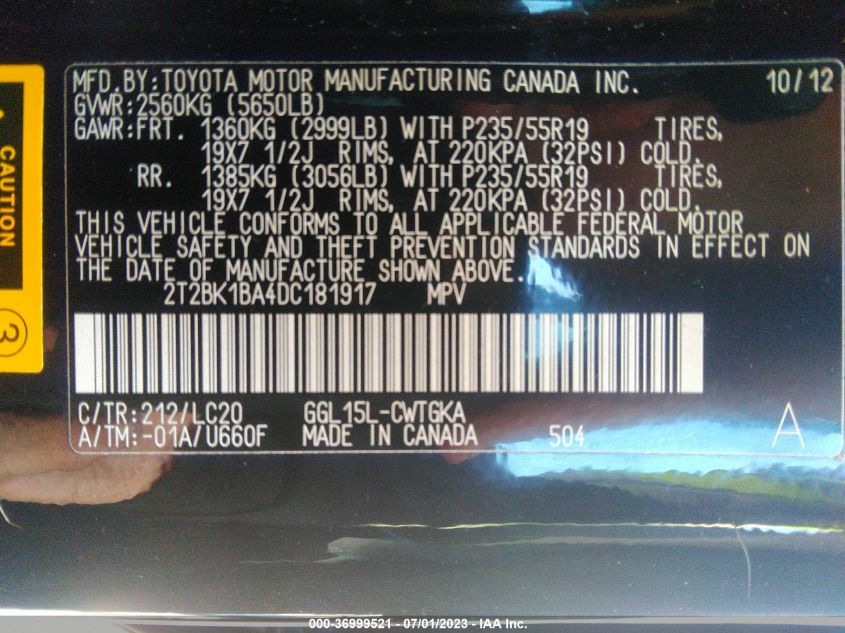 MFD.BY:TOYOTA MOTOR MANUFACTURING CANADA INC. 10/12
GVWR:2560KG (5650LB)
GAWR:FRT. 1360KG (2999LB) WITH P235/55R19 TIRES,
19X7 1/2J RIMS, AT 220KPA (32PSI) COLD.
RR. 1385KG (3056LB) WITH P235/55R19 TIRES,
19X7 1/2J RIMS, AT 220KPA (32PSI) COLD.
THIS VEHICLE CONFORMS TO ALL APPLICABLE FEDERAL MOTOR
VEHICLE SAFETY AND THEFT PREVENTION STANDARDS IN EFFECT ON
THE DATE OF MANUFACTURE SHOWN ABOVE.
2T2BK1BA4DC181917 MPV
C/TR:212/LC20 GGL15L-CWTGKA
A/TM:-01A/U660F MADE IN CANADA 504 A
CAUTION
3
000-36999521 - 07/01/2023 - IAA Inc.